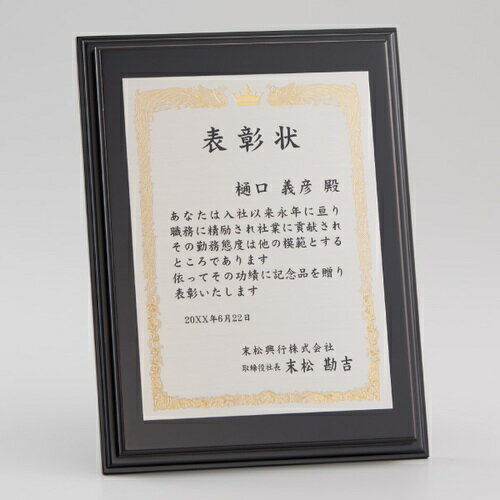 表彰状
樋口 義彦 殿
あなたは入社以来永年に亘り
職務に精励され社業に貢献され
その勤務態度は他の模範とする
ところであります
依ってその功績に記念品を贈り
表彰いたします
20XX年6月22日
末松興行株式会社
取締役社長 末松 勘吉